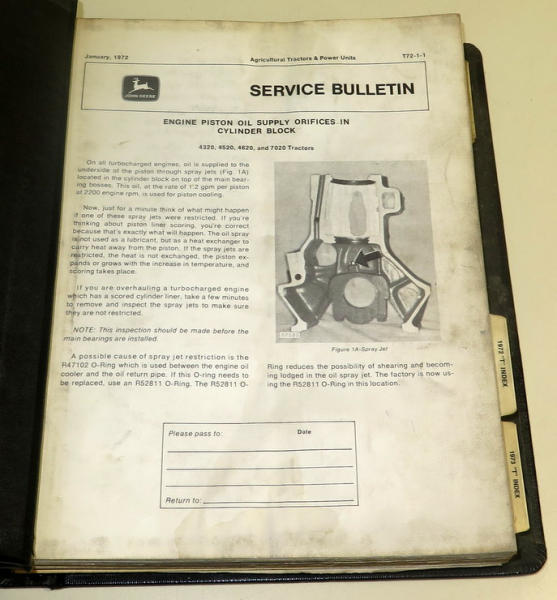 January, 1972
Agricultural Tractors & Power Units
T72-1-1
JOHN DEERE
SERVICE BULLETIN
ENGINE PISTON OIL SUPPLY ORIFICES IN
CYLINDER BLOCK
4320, 4520, 4620, and 7020 Tractors
On all turbocharged engines, oil is supplied to the
underside of the piston through spray jets (Fig. 1A)
located in the cylinder block on top of the main bear-
ing bosses. This oil, at the rate of 1/2 gpm per piston
at 2200 engine rpm, is used for piston cooling.
Now, just for a minute think of what might happen
if one of these spray jets were restricted. If you're
thinking about piston liner scoring, you're correct
because that's exactly what will happen. The oil spray
is not used as a lubricant, but as a heat exchanger to
carry heat away from the piston. If the spray jets are
restricted, the heat is not exchanged, the piston ex-
pands or grows with the increase in temperature, and
scoring takes place.
If you are overhauling a turbocharged engine
which has a scored cylinder liner, take a few minutes
to remove and inspect the spray jets to make sure
they are not restricted.
NOTE: This inspection should be made before the
main bearings are installed.
A possible cause of spray jet restriction is the
R47102 O-Ring which is used between the engine oil
cooler and the oil return pipe. If this O-ring needs to
be replaced, use an R52811 O-Ring. The R52811 O-
Figure 1A-Spray Jet
Ring reduces the possibility of shearing and becom-
ing lodged in the oil spray jet. The factory is now us-
ing the R52811 O-Ring in this location.
Please pass to:
Date
Return to:
1972 "T" INDEX
1973 "T" INDEX